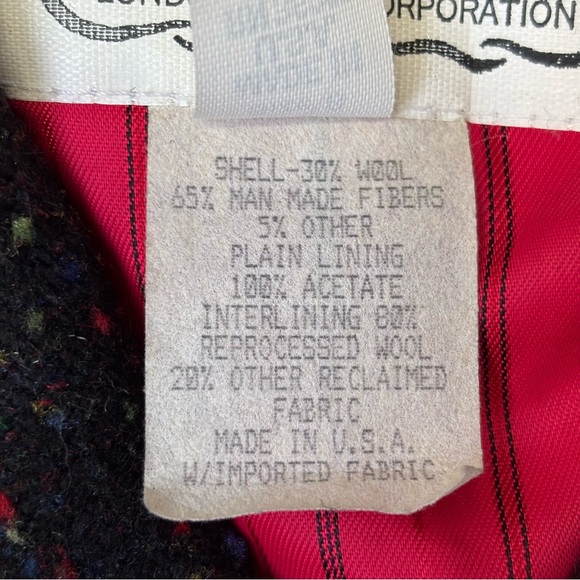 LOND ORPORATION
SHELL-30% WOOL
65% MAN MADE FIBERS
5% OTHER
PLAIN LINING
100% ACETATE
INTERLINING 80%
REPROCESSED WOOL
20% OTHER RECLAIMED
FABRIC
MADE IN U.S.A.
W/IMPORTED FABRIC